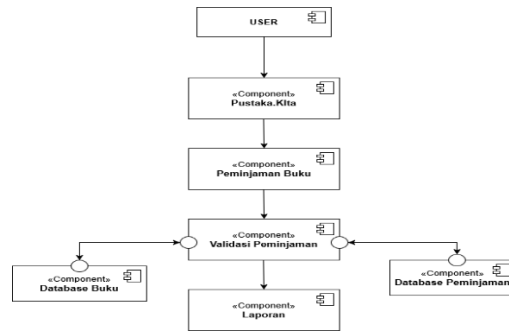 USER
«Component»
Pustaka.KIta
«Component»
Peminjaman Buku
«Component»
Validasi Peminjaman
«Component»
Database Buku
«Component»
Database Peminjaman
«Component»
Laporan